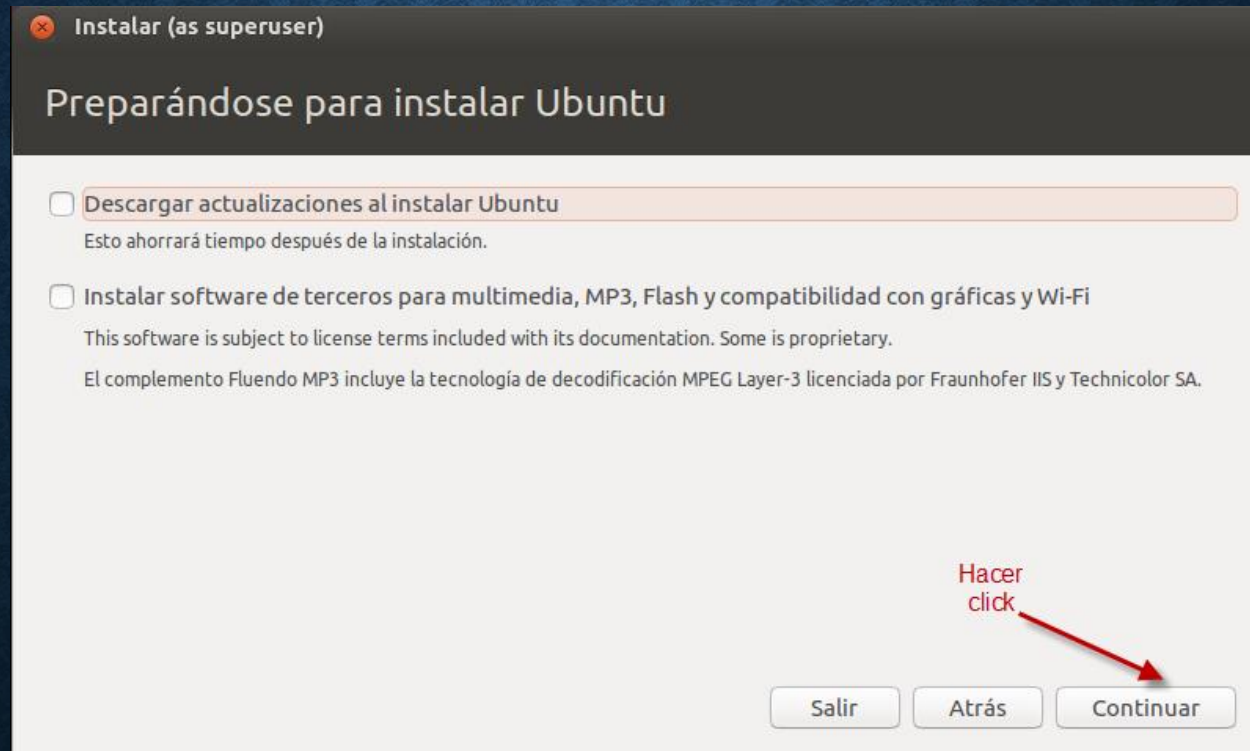 Instalar (as superuser)
Preparándose para instalar Ubuntu
Descargar actualizaciones al instalar Ubuntu
Esto ahorrará tiempo después de la instalación.
Instalar software de terceros para multimedia, MP3, Flash y compatibilidad con gráficas y Wi-Fi
This software is subject to license terms included with its documentation. Some is proprietary.
El complemento Fluendo MP3 incluye la tecnología de decodificación MPEG Layer-3 licenciada por Fraunhofer IIS y Technicolor SA.
Hacer
click
Salir
Atrás
Continuar